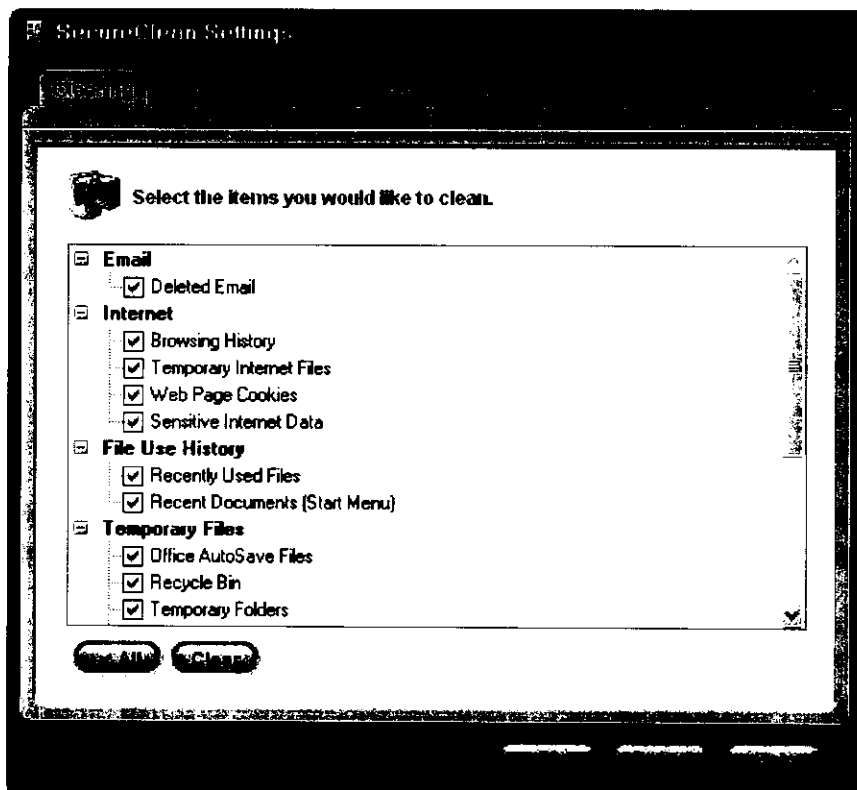 SecureClean Settings
Cleaning
Select the items you would like to clean.
Email
Deleted Email
Internet
Browsing History
Temporary Internet Files
Web Page Cookies
Sensitive Internet Data
File Use History
Recently Used Files
Recent Documents (Start Menu)
Temporary Files
Office AutoSave Files
Recycle Bin
Temporary Folders
All